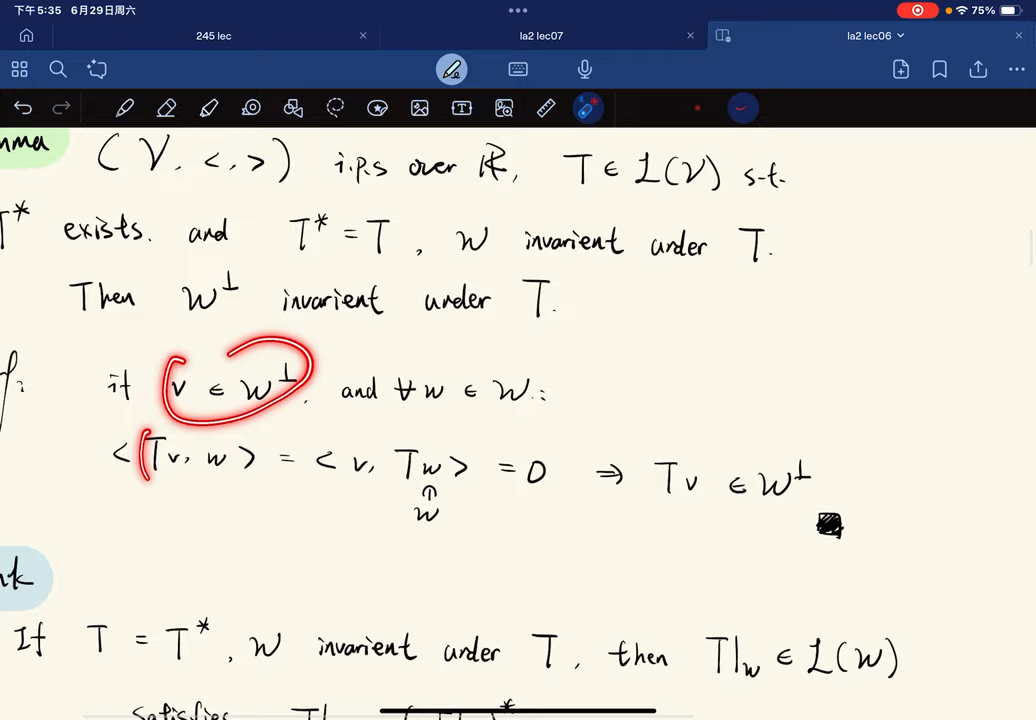 下午5:35 6月29日周六
75%
245 lec
la2 lec07
la2 lec06
(V, <,>) i.p.s over ℝ, T ∈ L(V) s.t.
T* exists. and T* = T, W invarient under T.
Then W⊥ invarient under T.
if v ∈ W⊥, and ∀w ∈ W:
<Tv, w> = <v, Tw> = 0 ⇒ Tv ∈ W⊥
W
If T = T*, W invarient under T, then T|w ∈ L(W)
satisfies